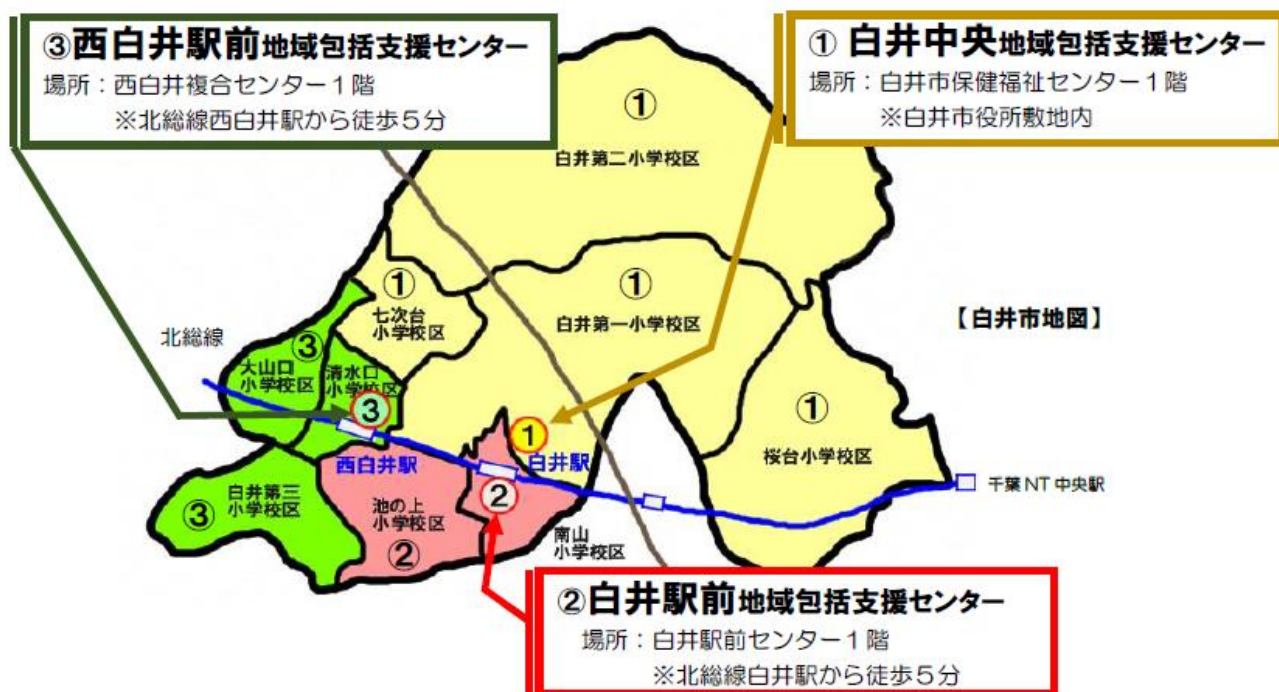 ③西白井駅前地域包括支援センター
場所：西白井複合センター１階
※北総線西白井駅から徒歩５分
① 白井中央地域包括支援センター
場所：白井市保健福祉センター１階
※白井市役所敷地内
①
白井第二小学校区
①
七次台
小学校区
①
白井第一小学校区
【白井市地図】
北総線
③
大山口
小学校区
清水口
小学校区
③
①
桜台小学校区
①
西白井駅
白井駅
千葉NT中央駅
白井第三
小学校区
③
池の上
小学校区
②
②
南山
小学校区
②白井駅前地域包括支援センター
場所：白井駅前センター１階
※北総線白井駅から徒歩５分